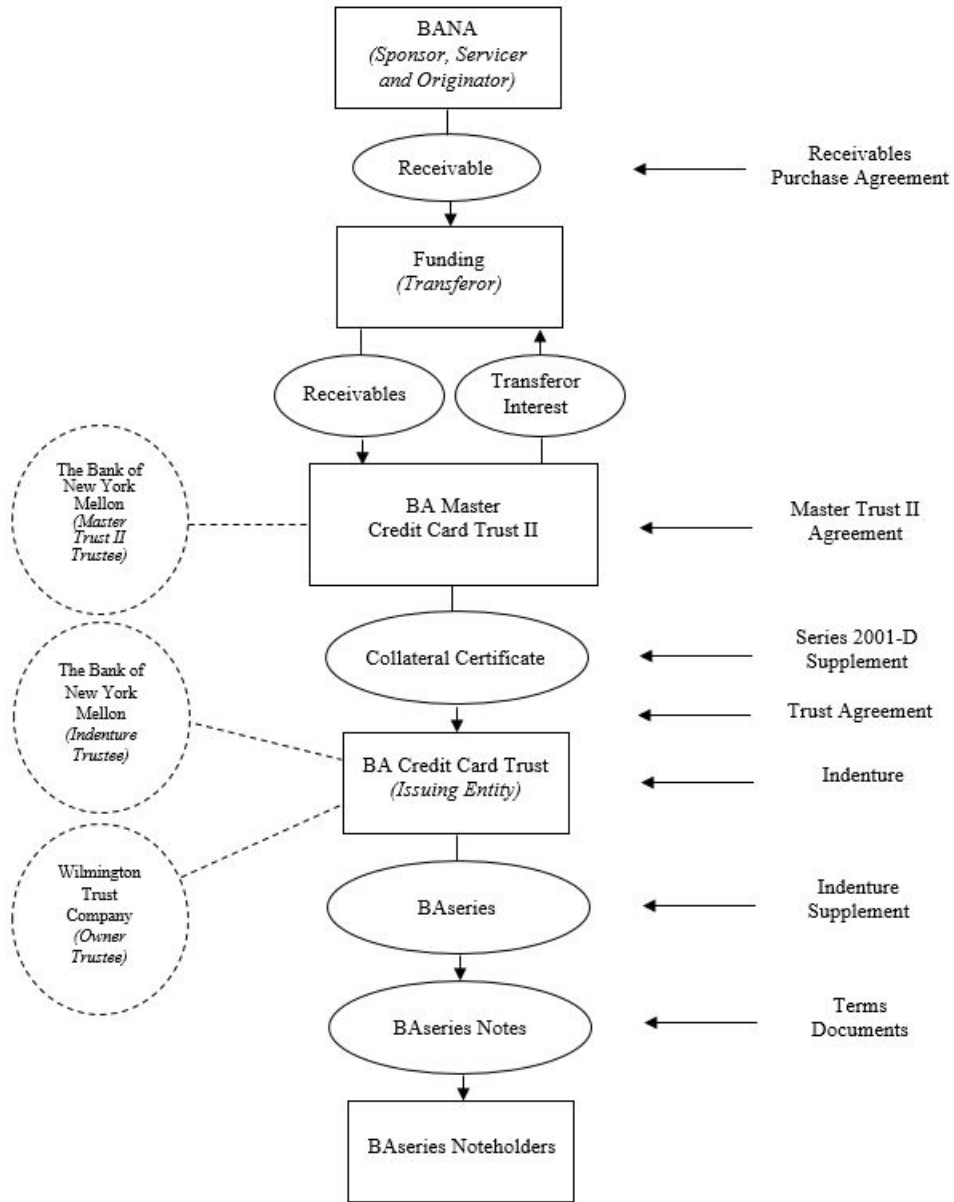 BANA
(Sponsor, Servicer
and Originator)
Receivable
Receivables
Purchase Agreement
Funding
(Transferor)
Receivables
Transferor
Interest
The Bank of
New York
Mellon
(Master
Trust II
Trustee)
BA Master
Credit Card Trust II
Master Trust II
Agreement
Collateral Certificate
Series 2001-D
Supplement
The Bank of
New York
Mellon
(Indenture
Trustee)
Trust Agreement
BA Credit Card Trust
(Issuing Entity)
Indenture
Wilmington
Trust
Company
(Owner
Trustee)
BAseries
Indenture
Supplement
BAseries Notes
Terms
Documents
BAseries Noteholders